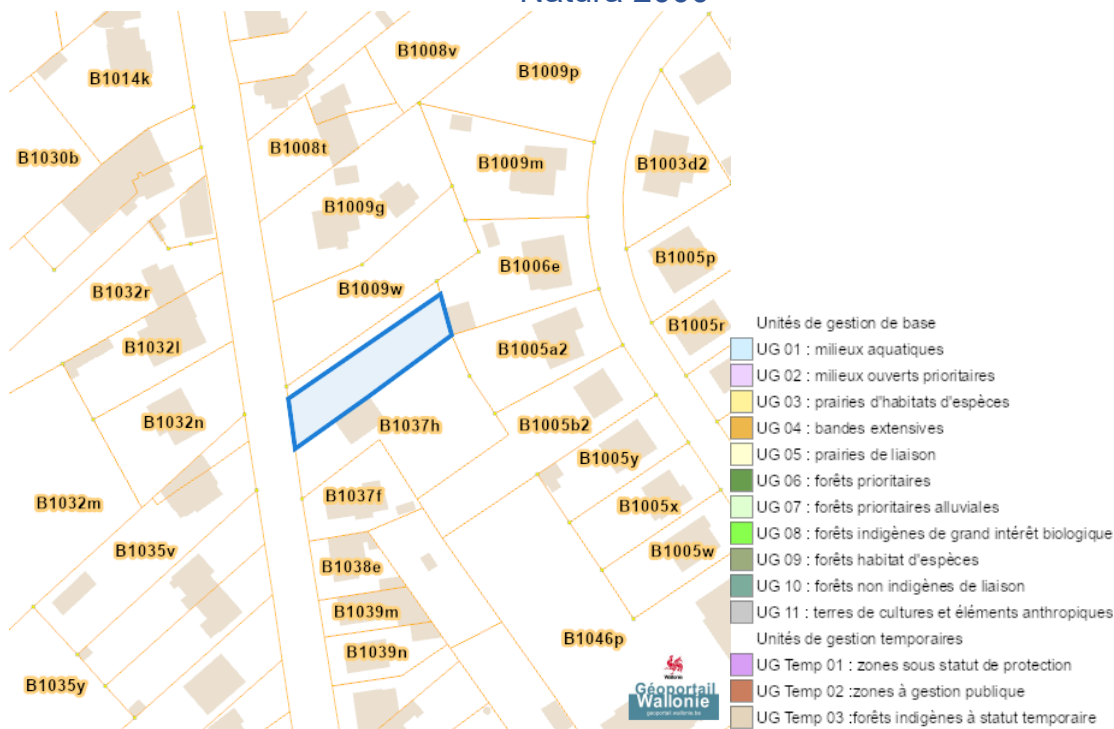 Natura 2000
B1008v
B1009p
B1014k
B1008t
B1030b
B1009m
B1003d2
B1009g
B1006e
B1005p
B1009w
B1032r
B1005r
B1032l
B1005a2
B1032n
B1037h
B1005b2
B1005y
B1037f
B1032m
B1005x
B1035v
B1005w
B1038e
B1039m
B1046p
B1039n
B1035y
Wallonie
Géoportail
Wallonie
geoportail.wallonie.be
Unités de gestion de base
UG 01 : milieux aquatiques
UG 02 : milieux ouverts prioritaires
UG 03 : prairies d'habitats d'espèces
UG 04 : bandes extensives
UG 05 : prairies de liaison
UG 06 : forêts prioritaires
UG 07 : forêts prioritaires alluviales
UG 08 : forêts indigènes de grand intérêt biologique
UG 09 : forêts habitat d'espèces
UG 10 : forêts non indigènes de liaison
UG 11 : terres de cultures et éléments anthropiques
Unités de gestion temporaires
UG Temp 01 : zones sous statut de protection
UG Temp 02 :zones à gestion publique
UG Temp 03 :forêts indigènes à statut temporaire